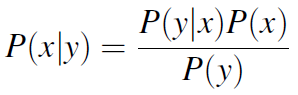 P(x|y) = P(y|x)P(x) / P(y)